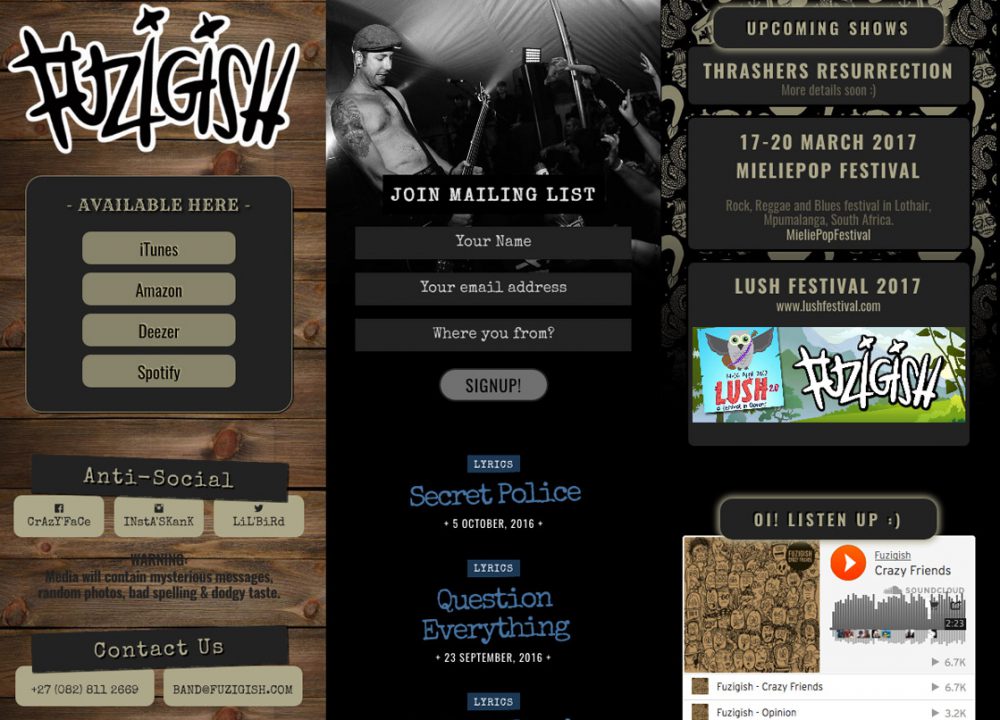 FUZIGISH
- AVAILABLE HERE -
iTunes
Amazon
Deezer
Spotify
Anti-Social
CrAzY'FaCe
INstA'SKanK
LiL'BiRd
WARNING:
Media will contain mysterious messages,
random photos, bad spelling & dodgy taste.
Contact Us
+27 (082) 811 2669
BAND@FUZIGISH.COM
JOIN MAILING LIST
Your Name
Your email address
Where you from?
SIGNUP!
LYRICS
Secret Police
+ 5 OCTOBER, 2016 +
LYRICS
Question
Everything
+ 23 SEPTEMBER, 2016 +
LYRICS
UPCOMING SHOWS
THRASHERS RESURRECTION
More details soon :)
17-20 MARCH 2017
MIELIEPOP FESTIVAL
Rock, Reggae and Blues festival in Lothair,
Mpumalanga, South Africa.
MieliePopFestival
LUSH FESTIVAL 2017
www.lushfestival.com
LUSH 2.0
FUZIGISH
OI! LISTEN UP :)
FUZIGISH
CRAZY FRIENDS
Fuzigish
Crazy Friends
SOUNDCLOUD
2:23
6.7K
Fuzigish - Crazy Friends
6.7K
Fuzigish - Opinion
3.2K